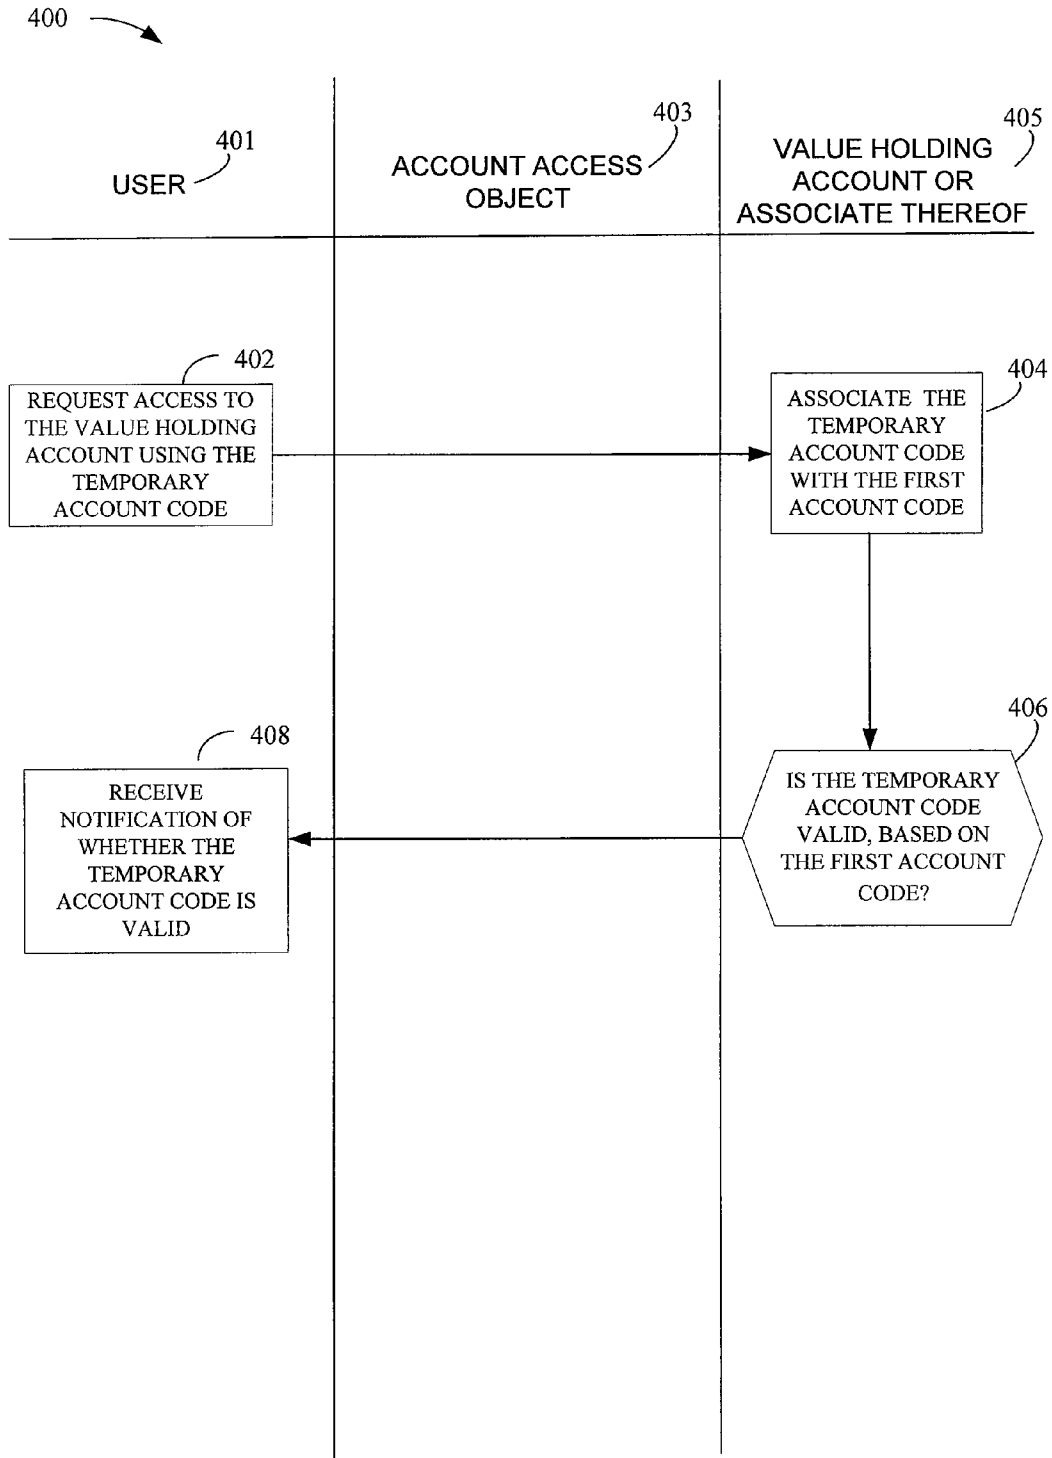 400
401
USER
403
ACCOUNT ACCESS
OBJECT
405
VALUE HOLDING
ACCOUNT OR
ASSOCIATE THEREOF
402
REQUEST ACCESS TO
THE VALUE HOLDING
ACCOUNT USING THE
TEMPORARY
ACCOUNT CODE
404
ASSOCIATE THE
TEMPORARY
ACCOUNT CODE
WITH THE FIRST
ACCOUNT CODE
406
IS THE TEMPORARY
ACCOUNT CODE
VALID, BASED ON
THE FIRST ACCOUNT
CODE?
408
RECEIVE
NOTIFICATION OF
WHETHER THE
TEMPORARY
ACCOUNT CODE IS
VALID